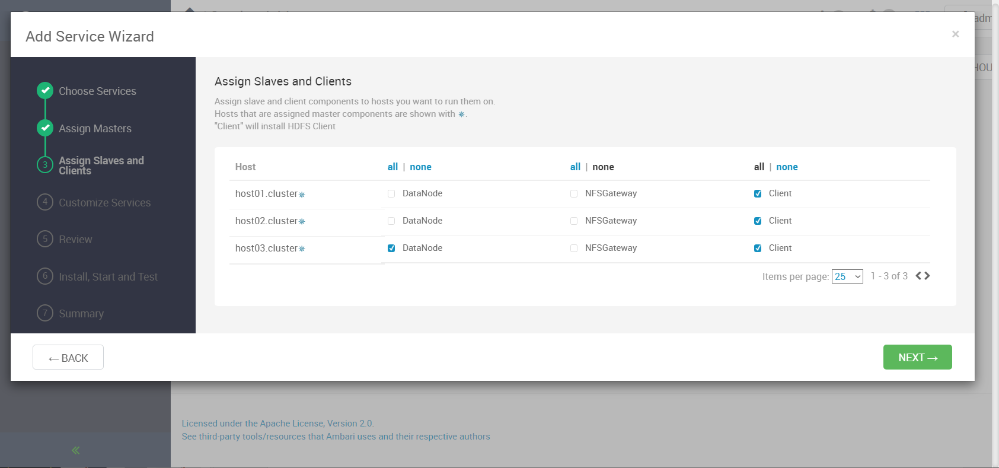 adm
HOU
Add Service Wizard
×
Choose Services
Assign Masters
3 Assign Slaves and
Clients
4 Customize Services
5 Review
6 Install, Start and Test
7 Summary
Assign Slaves and Clients
Assign slave and client components to hosts you want to run them on.
Hosts that are assigned master components are shown with ✵.
"Client" will install HDFS Client
Host all | none all | none all | none
host01.cluster✵ DataNode NFSGateway Client
host02.cluster✵ DataNode NFSGateway Client
host03.cluster✵ DataNode NFSGateway Client
Items per page: 25 1 - 3 of 3
← BACK
NEXT →
Licensed under the Apache License, Version 2.0.
See third-party tools/resources that Ambari uses and their respective authors
«